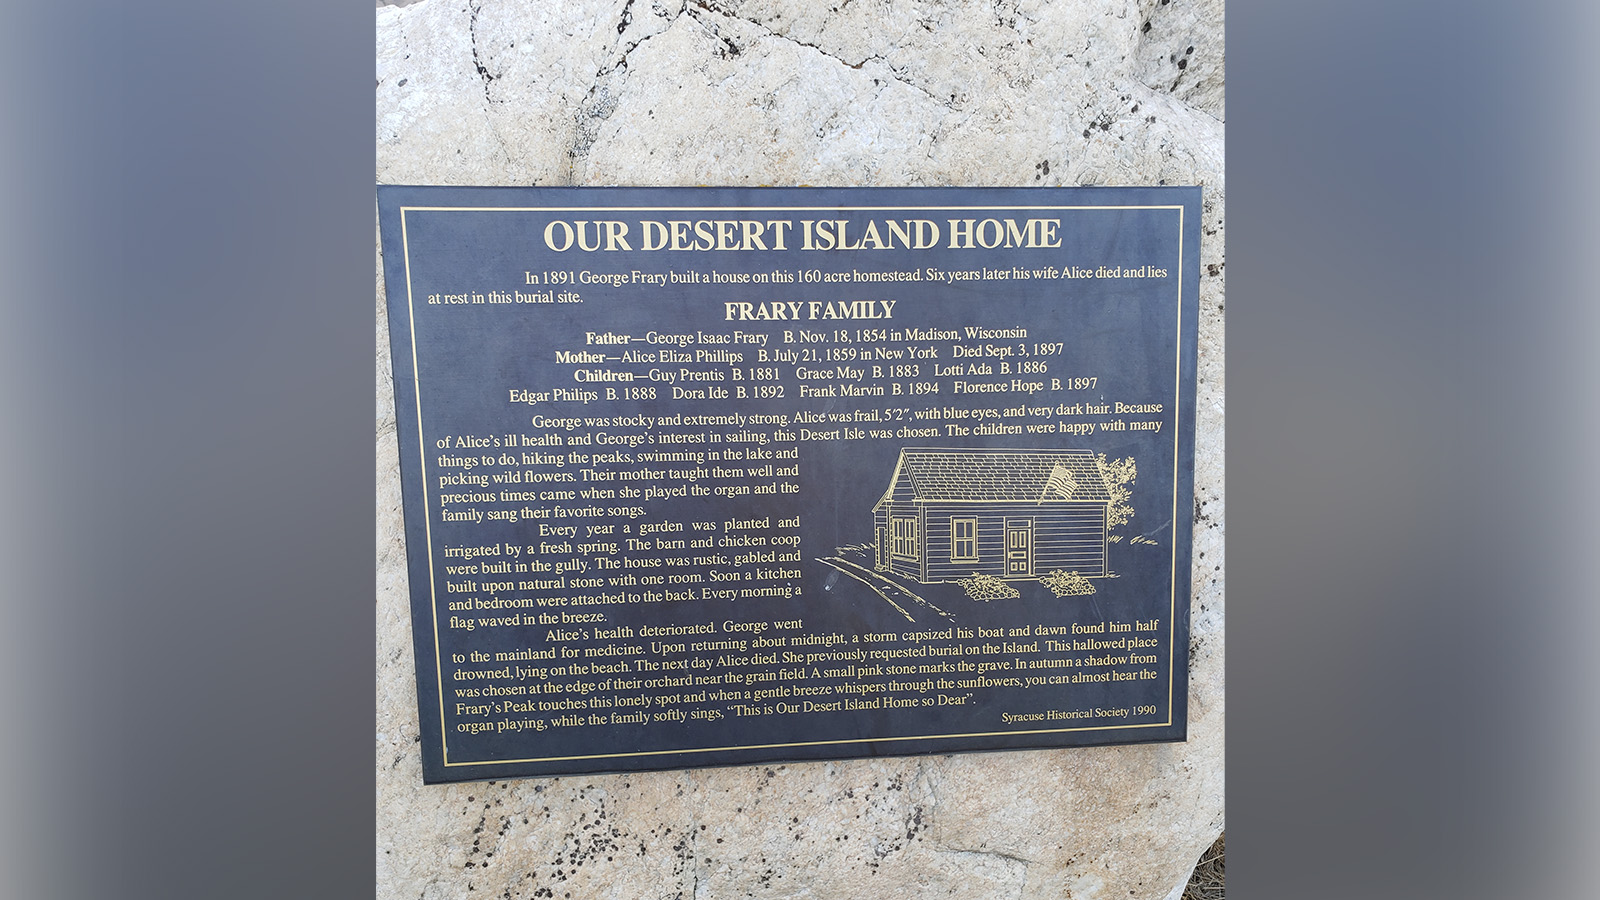 OUR DESERT ISLAND HOME
In 1891 George Frary built a house on this 160 acre homestead. Six years later his wife Alice died and lies
at rest in this burial site.
FRARY FAMILY
Father—George Isaac Frary B. Nov. 18, 1854 in Madison, Wisconsin
Mother—Alice Eliza Phillips B. July 21, 1859 in New York Died Sept. 3, 1897
Children—Guy Prentis B. 1881 Grace May B. 1883 Lotti Ada B. 1886
Edgar Philips B. 1888 Dora Ide B. 1892 Frank Marvin B. 1894 Florence Hope B. 1897
George was stocky and extremely strong. Alice was frail, 5'2", with blue eyes, and very dark hair. Because
of Alice's ill health and George's interest in sailing, this Desert Isle was chosen. The children were happy with many
things to do, hiking the peaks, swimming in the lake and
picking wild flowers. Their mother taught them well and
precious times came when she played the organ and the
family sang their favorite songs.
Every year a garden was planted and
irrigated by a fresh spring. The barn and chicken coop
were built in the gully. The house was rustic, gabled and
built upon natural stone with one room. Soon a kitchen
and bedroom were attached to the back. Every morning a
flag waved in the breeze.
Alice's health deteriorated. George went
to the mainland for medicine. Upon returning about midnight, a storm capsized his boat and dawn found him half
drowned, lying on the beach. The next day Alice died. She previously requested burial on the Island. This hallowed place
was chosen at the edge of their orchard near the grain field. A small pink stone marks the grave. In autumn a shadow from
Frary's Peak touches this lonely spot and when a gentle breeze whispers through the sunflowers, you can almost hear the
organ playing, while the family softly sings, "This is Our Desert Island Home so Dear".
Syracuse Historical Society 1990